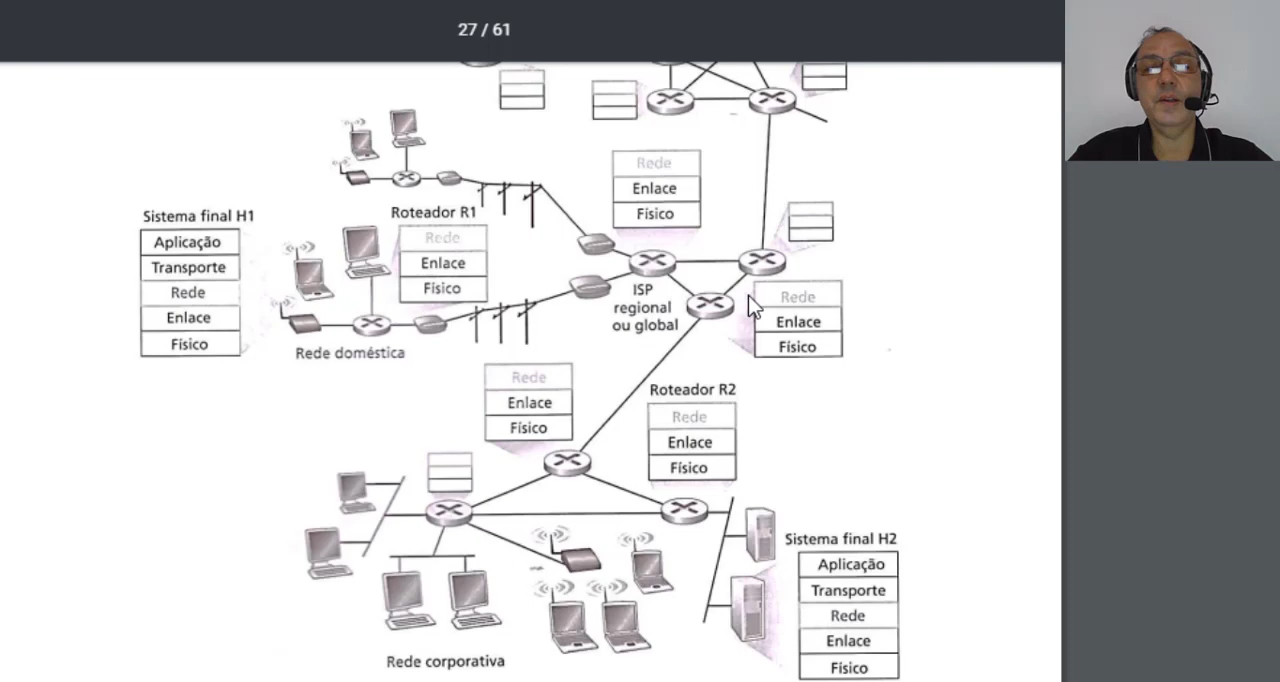 27 / 61
Rede
Enlace
Físico
Sistema final H1
Aplicação
Transporte
Rede
Enlace
Físico
Roteador R1
Rede
Enlace
Físico
ISP
regional
ou global
Rede
Enlace
Físico
Rede doméstica
Rede
Enlace
Físico
Roteador R2
Rede
Enlace
Físico
Sistema final H2
Aplicação
Transporte
Rede
Enlace
Físico
Rede corporativa